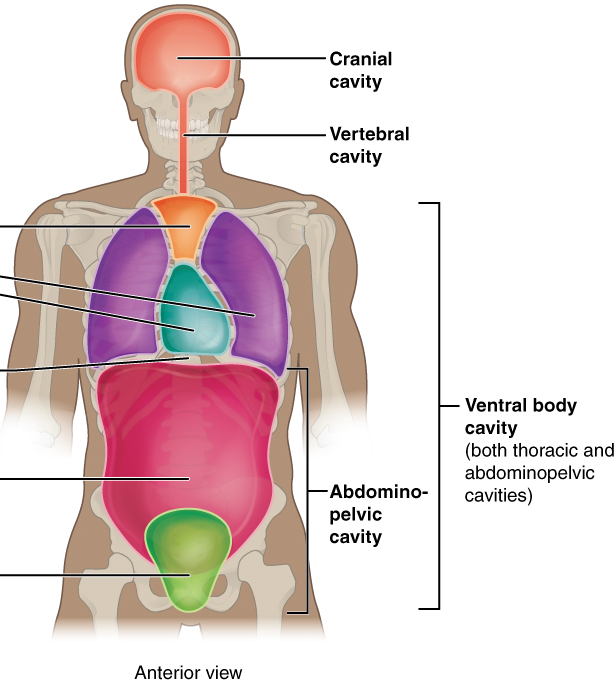 Cranial
cavity
Vertebral
cavity
Ventral body
cavity
(both thoracic and
abdominopelvic
cavities)
Abdomino-
pelvic
cavity
Anterior view